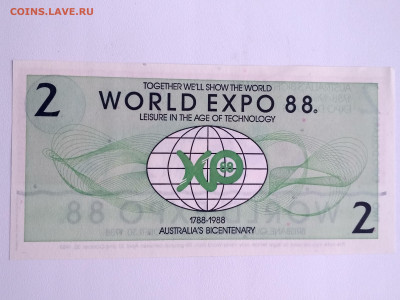 COINS.LAVE.RU
TOGETHER WE'LL SHOW THE WORLD
2
WORLD EXPO 88®
LEISURE IN THE AGE OF TECHNOLOGY
XPO
88
1788-1988
AUSTRALIA'S BICENTENARY
2